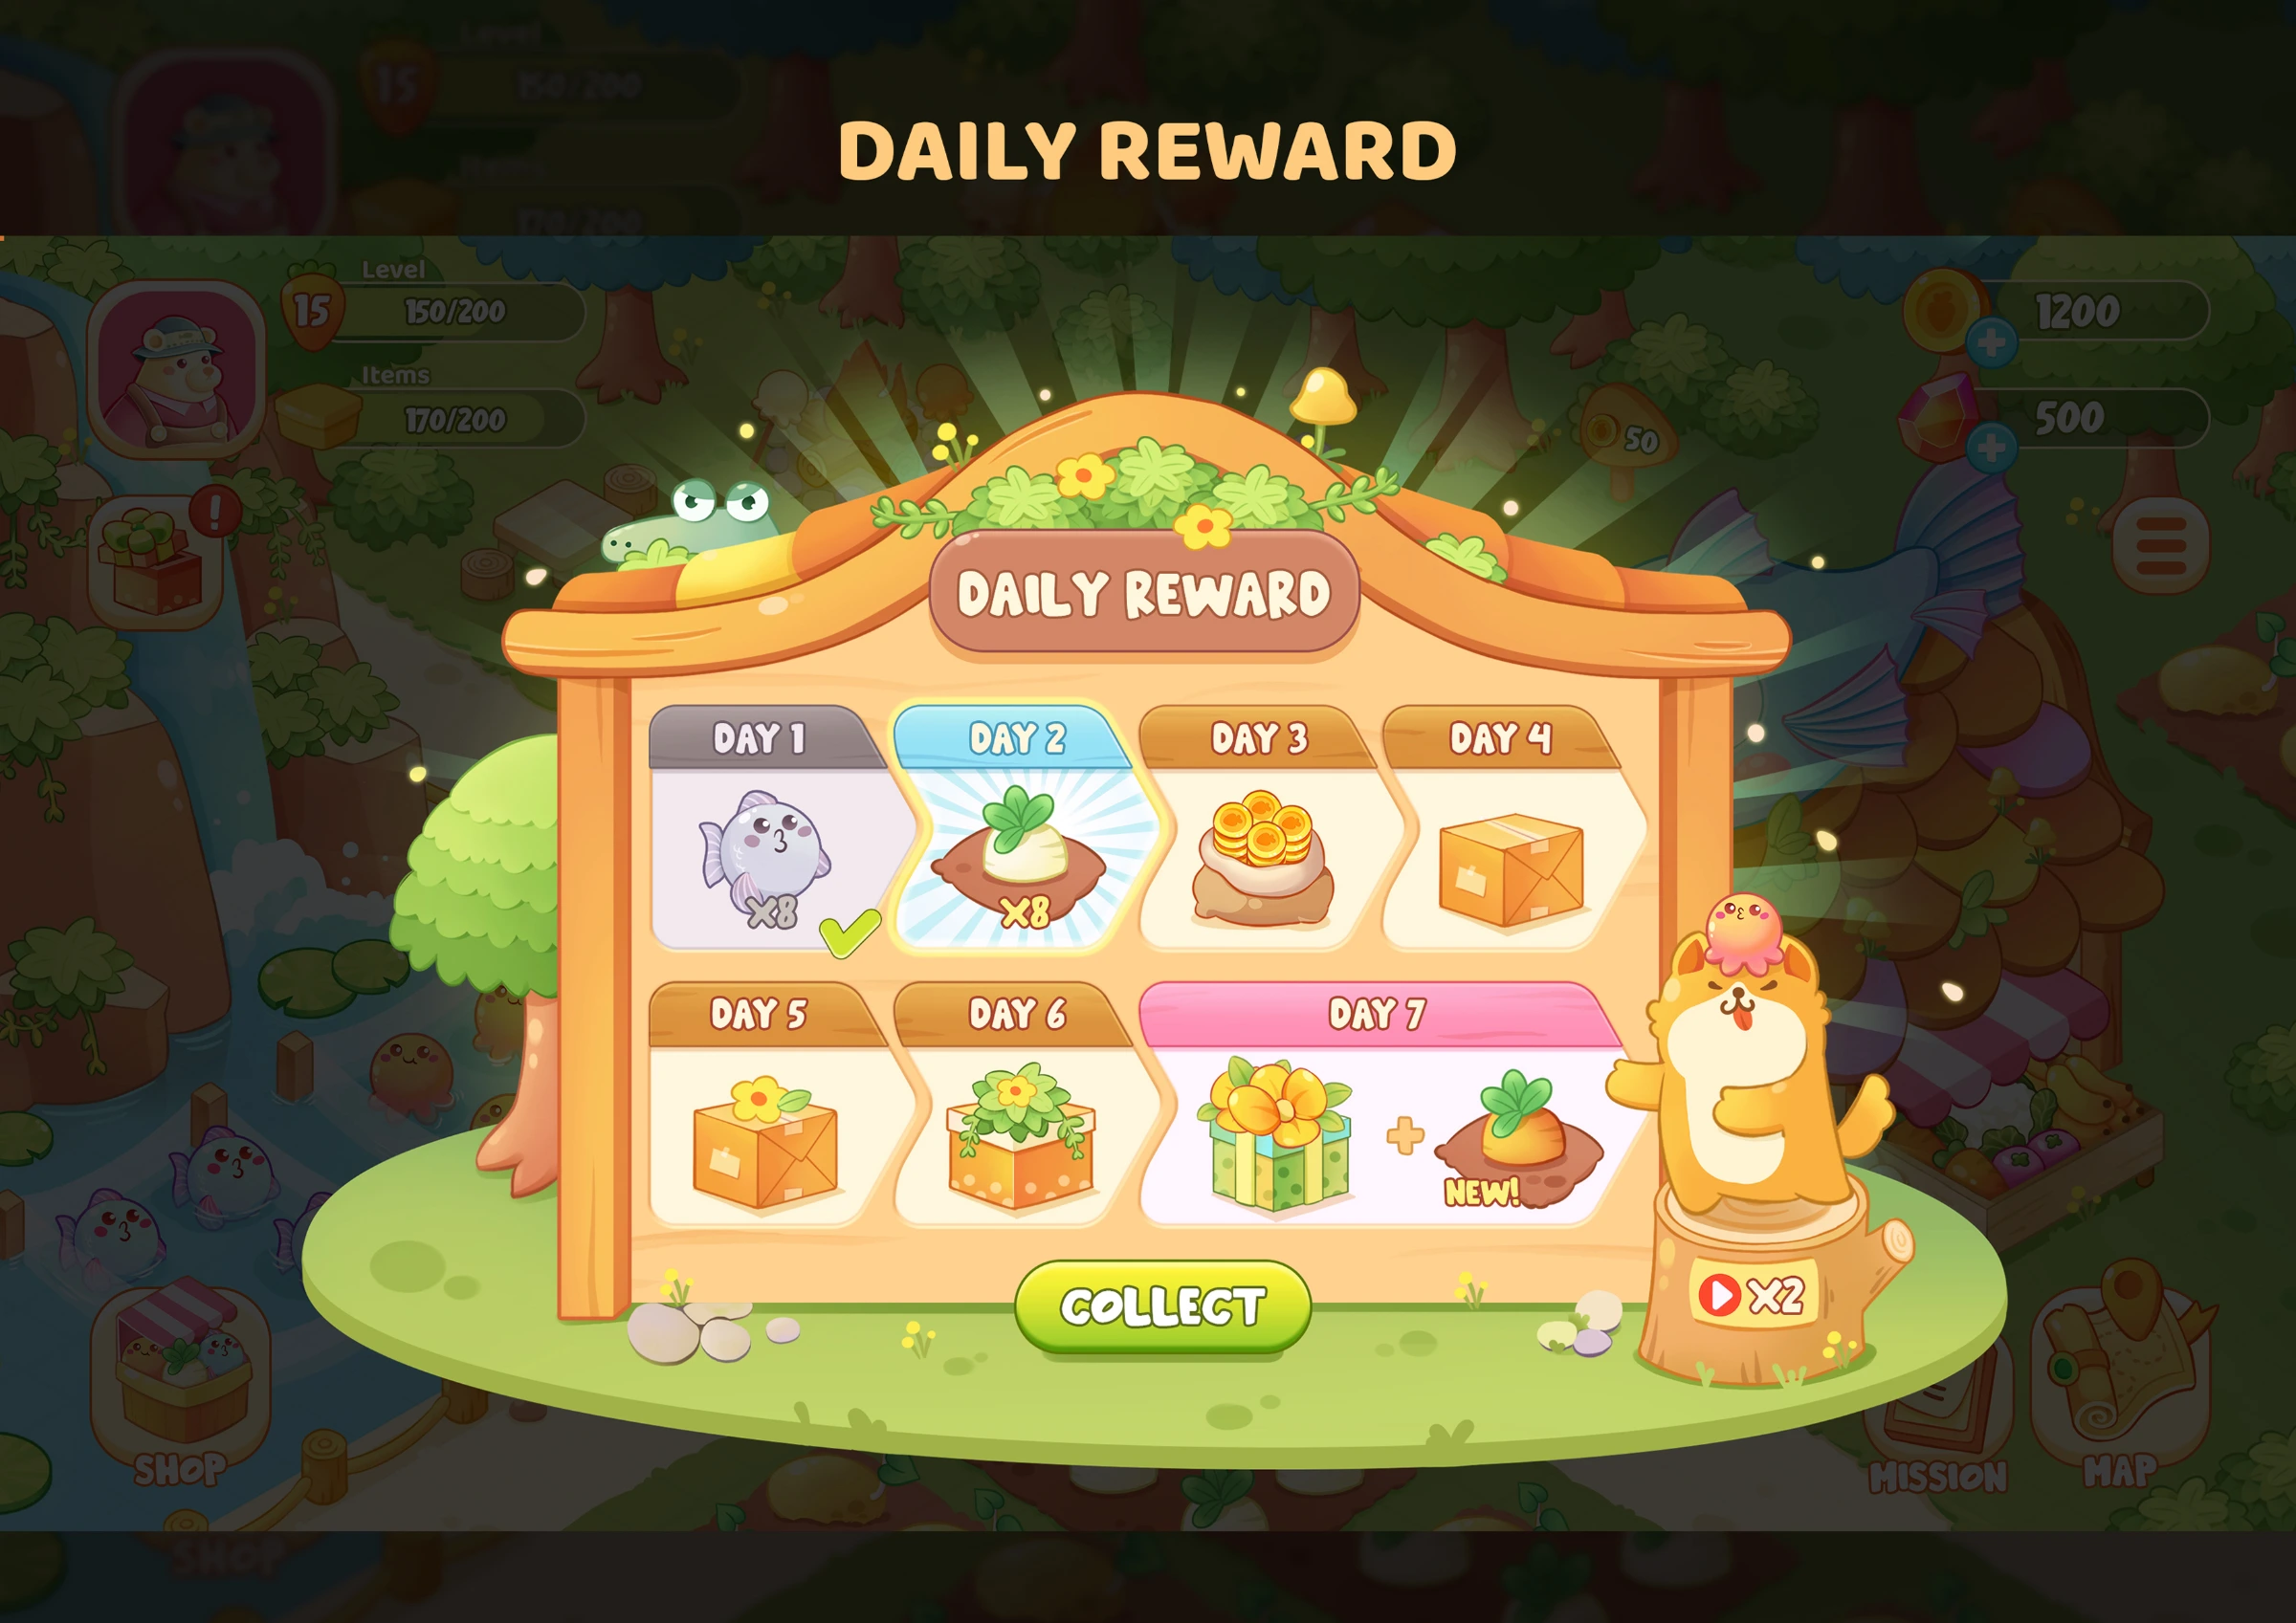 DAILY REWARD
Level
15
150/200
Items
170/200
1200
500
50
!
DAILY REWARD
DAY 1
DAY 2
DAY 3
DAY 4
X8
X8
DAY 5
DAY 6
DAY 7
NEW!
COLLECT
X2
SHOP
MISSION
MAP
SHOP